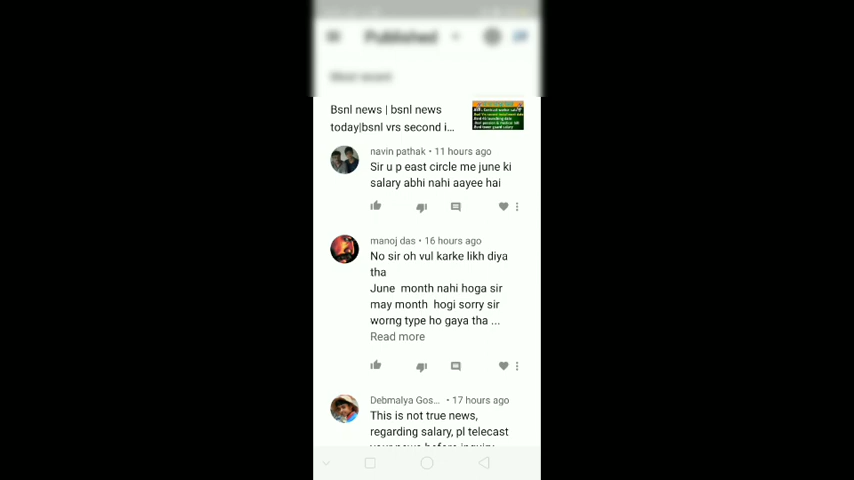 Published
Most recent
Bsnl news | bsnl news
today|bsnl vrs second i...
navin pathak • 11 hours ago
Sir u p east circle me june ki
salary abhi nahi aayee hai
manoj das • 16 hours ago
No sir oh vul karke likh diya
tha
June month nahi hoga sir
may month hogi sorry sir
worng type ho gaya tha ...
Read more
Debmalya Gos... • 17 hours ago
This is not true news,
regarding salary, pl telecast